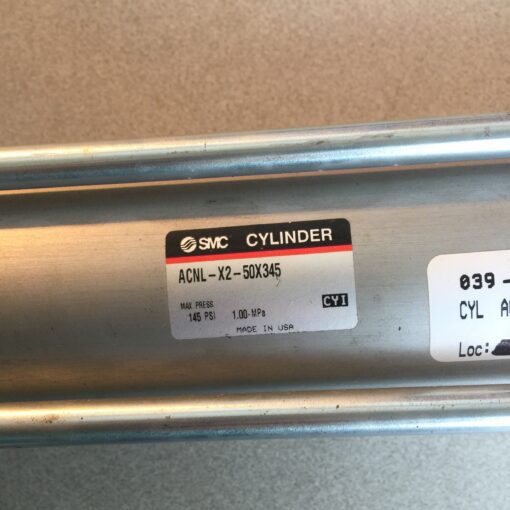 SMC CYLINDER
ACNL-X2-50X345
MAX PRESS
145 PSI 1.00-MPa
CYI
MADE IN USA
039 -
CYL
Loc: